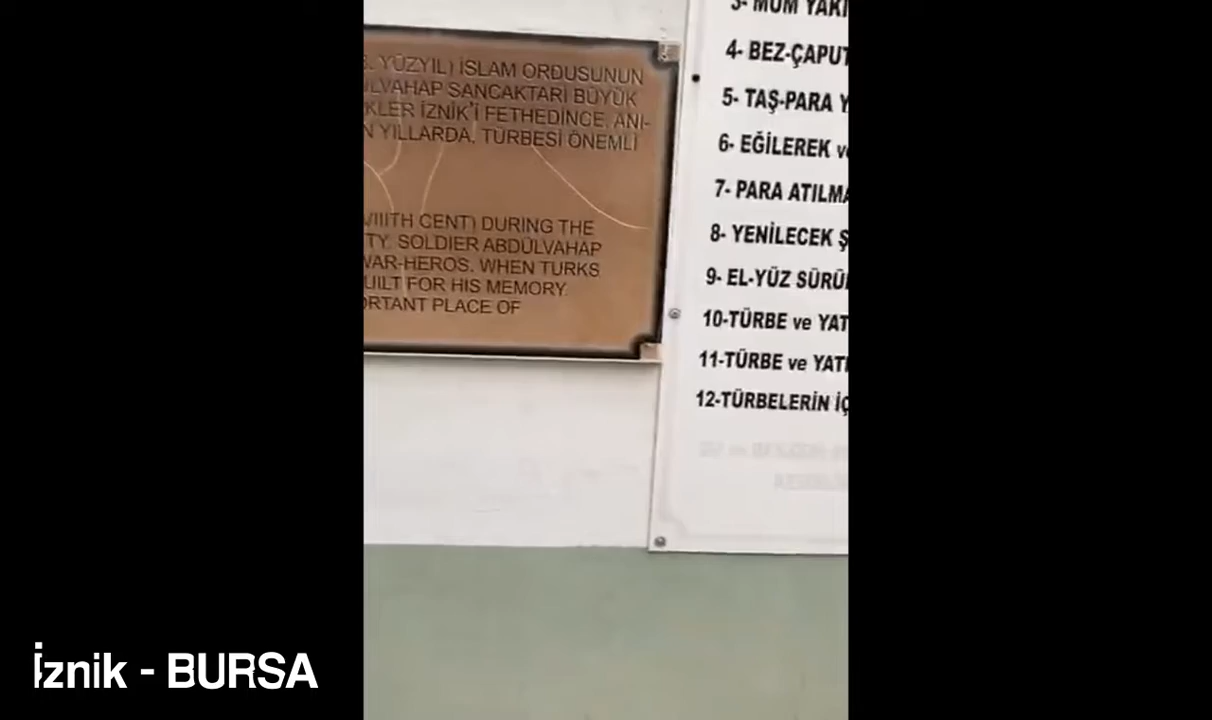 . YÜZYIL) İSLAM ORDUSUNUN
LVAHAP SANCAKTARİ BÜYÜK
KLER İZNİK'İ FETHEDİNCE, ANI-
N YILLARDA, TÜRBESİ ÖNEMLİ
VIIITH CENT) DURING THE
TY. SOLDIER ABDÜLVAHAP
WAR-HEROS. WHEN TURKS
UILT FOR HIS MEMORY.
ORTANT PLACE OF
3- MUM YAKI
4- BEZ-ÇAPUT
5- TAŞ-PARA Y
6- EĞİLEREK ve
7- PARA ATILMA
8- YENİLECEK Ş
9- EL-YÜZ SÜRÜ
10-TÜRBE ve YAT
11-TÜRBE ve YATI
12-TÜRBELERİN İÇ
İznik - BURSA